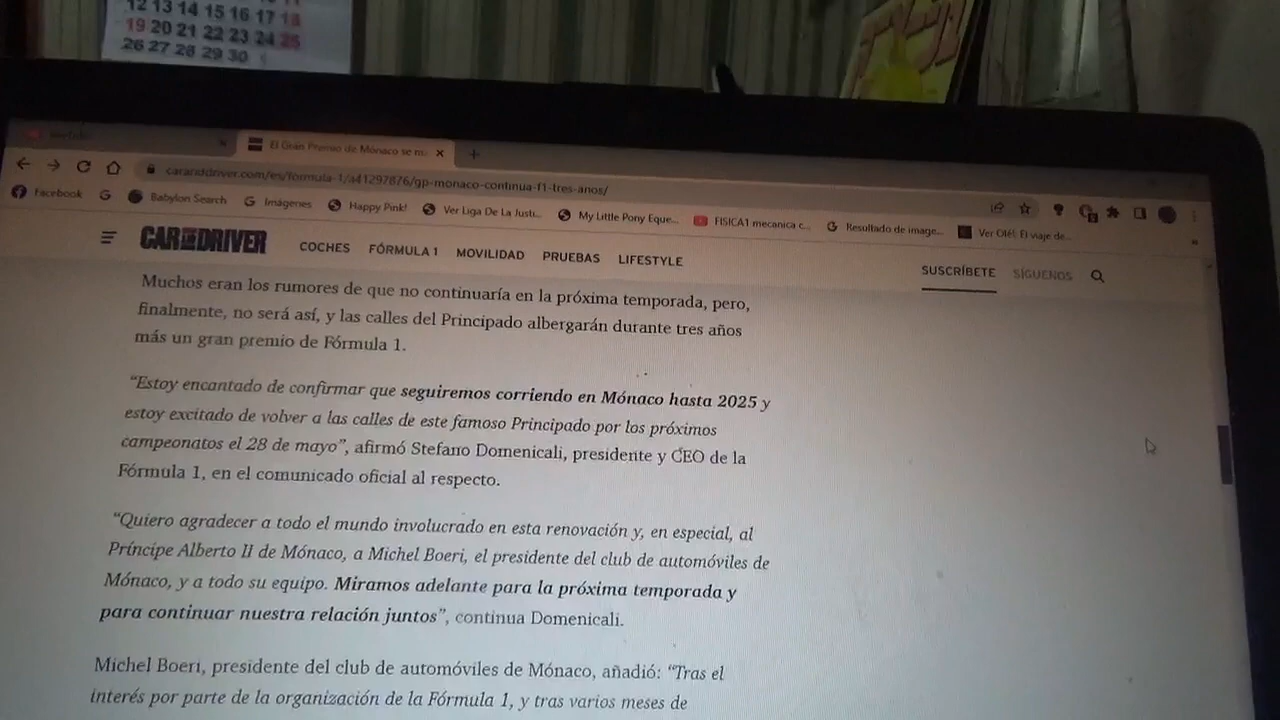 12 13 14 15 16 17 18
19 20 21 22 23 24 25
26 27 28 29 30
El Gran Premio de Mónaco se m
caranddriver.com/es/formula-1/a41297876/gp-monaco-continua-f1-tres-anos/
Facebook Babylon Search Imágenes Happy Pink! Ver Liga De La Justi... My Little Pony Eque... FISICA1 mecanica c... Resultado de image... Ver Olé!: El viaje de...
CAR AND DRIVER COCHES FÓRMULA 1 MOVILIDAD PRUEBAS LIFESTYLE SUSCRÍBETE SÍGUENOS
Muchos eran los rumores de que no continuaría en la próxima temporada, pero,
finalmente, no será así, y las calles del Principado albergarán durante tres años
más un gran premio de Fórmula 1.
“Estoy encantado de confirmar que seguiremos corriendo en Mónaco hasta 2025 y
estoy excitado de volver a las calles de este famoso Principado por los próximos
campeonatos el 28 de mayo”, afirmó Stefano Domenicali, presidente y CEO de la
Fórmula 1, en el comunicado oficial al respecto.
“Quiero agradecer a todo el mundo involucrado en esta renovación y, en especial, al
Príncipe Alberto II de Mónaco, a Michel Boeri, el presidente del club de automóviles de
Mónaco, y a todo su equipo. Miramos adelante para la próxima temporada y
para continuar nuestra relación juntos”, continua Domenicali.
Michel Boeri, presidente del club de automóviles de Mónaco, añadió: “Tras el
interés por parte de la organización de la Fórmula 1, y tras varios meses de